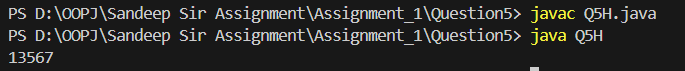 PS D:\OOPJ\Sandeep Sir Assignment\Assignment_1\Question5> javac Q5H.java
PS D:\OOPJ\Sandeep Sir Assignment\Assignment_1\Question5> java Q5H
13567